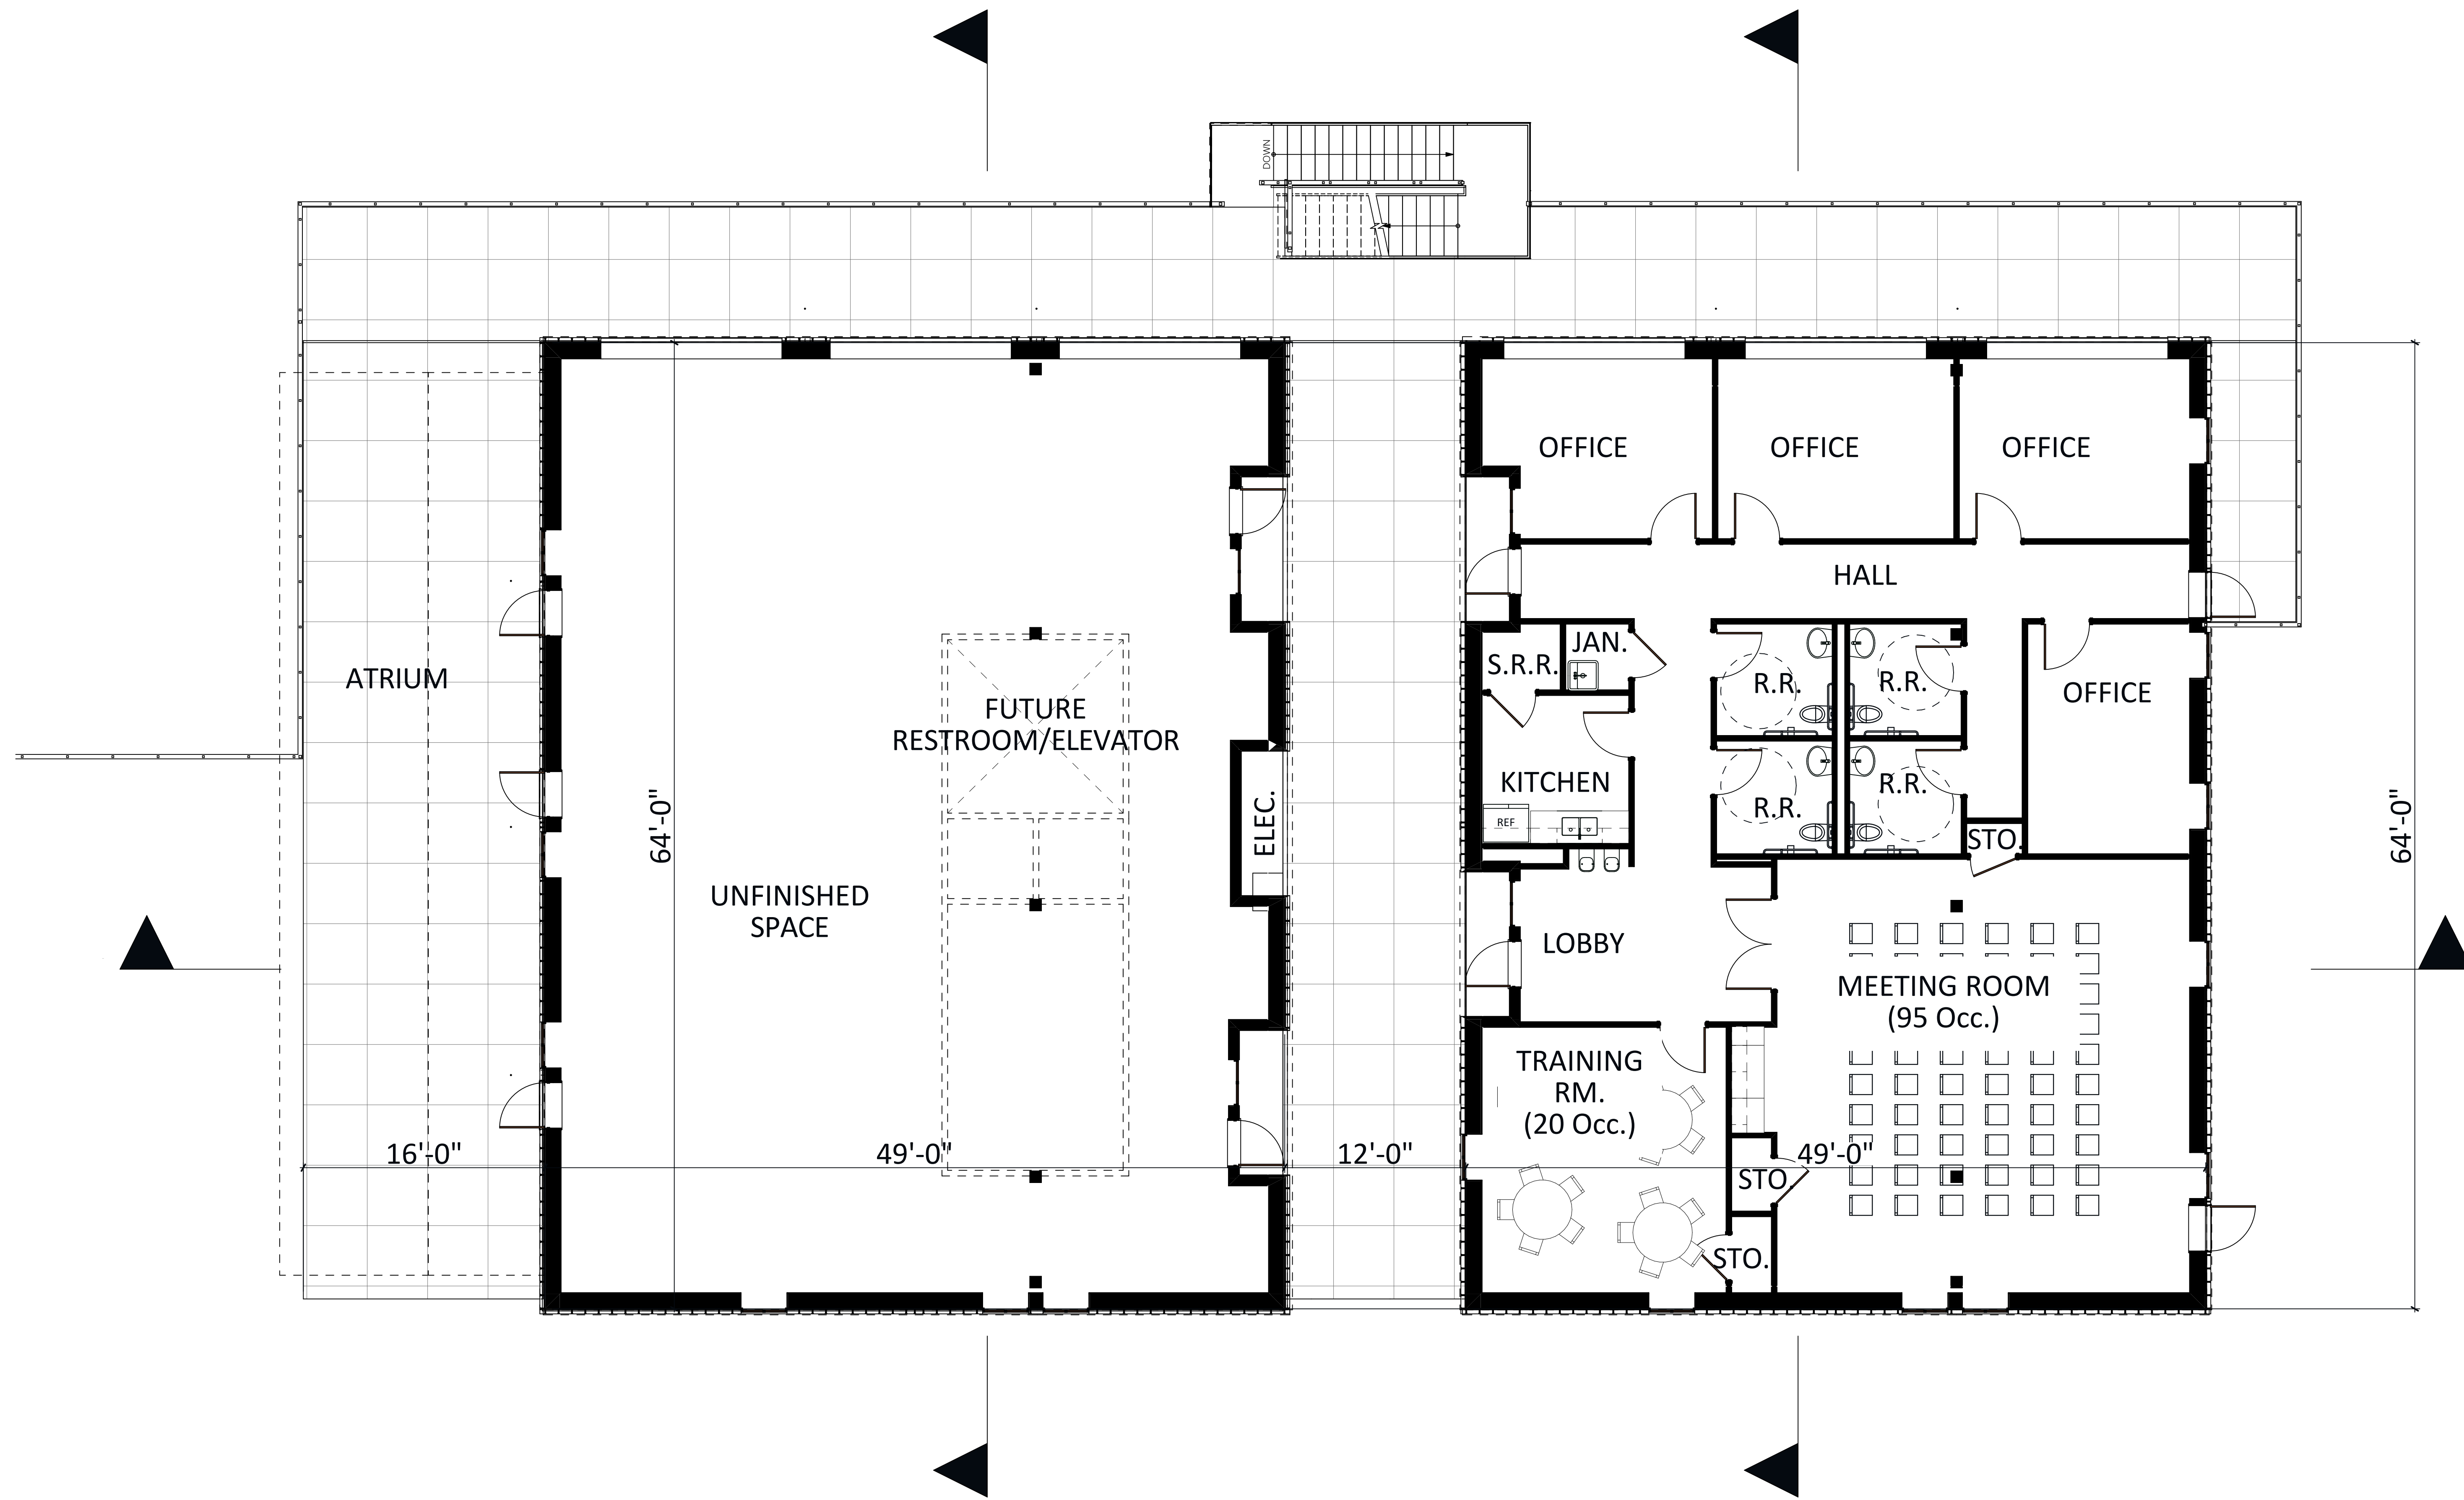 DOWN
OFFICE
OFFICE
OFFICE
HALL
S.R.R.
JAN.
R.R.
R.R.
OFFICE
ATRIUM
FUTURE
RESTROOM/ELEVATOR
KITCHEN
REF
R.R.
R.R.
STO.
ELEC.
64'-0"
64'-0"
UNFINISHED
SPACE
LOBBY
MEETING ROOM
(95 Occ.)
TRAINING
RM.
(20 Occ.)
16'-0"
49'-0"
12'-0"
49'-0"
STO.
STO.